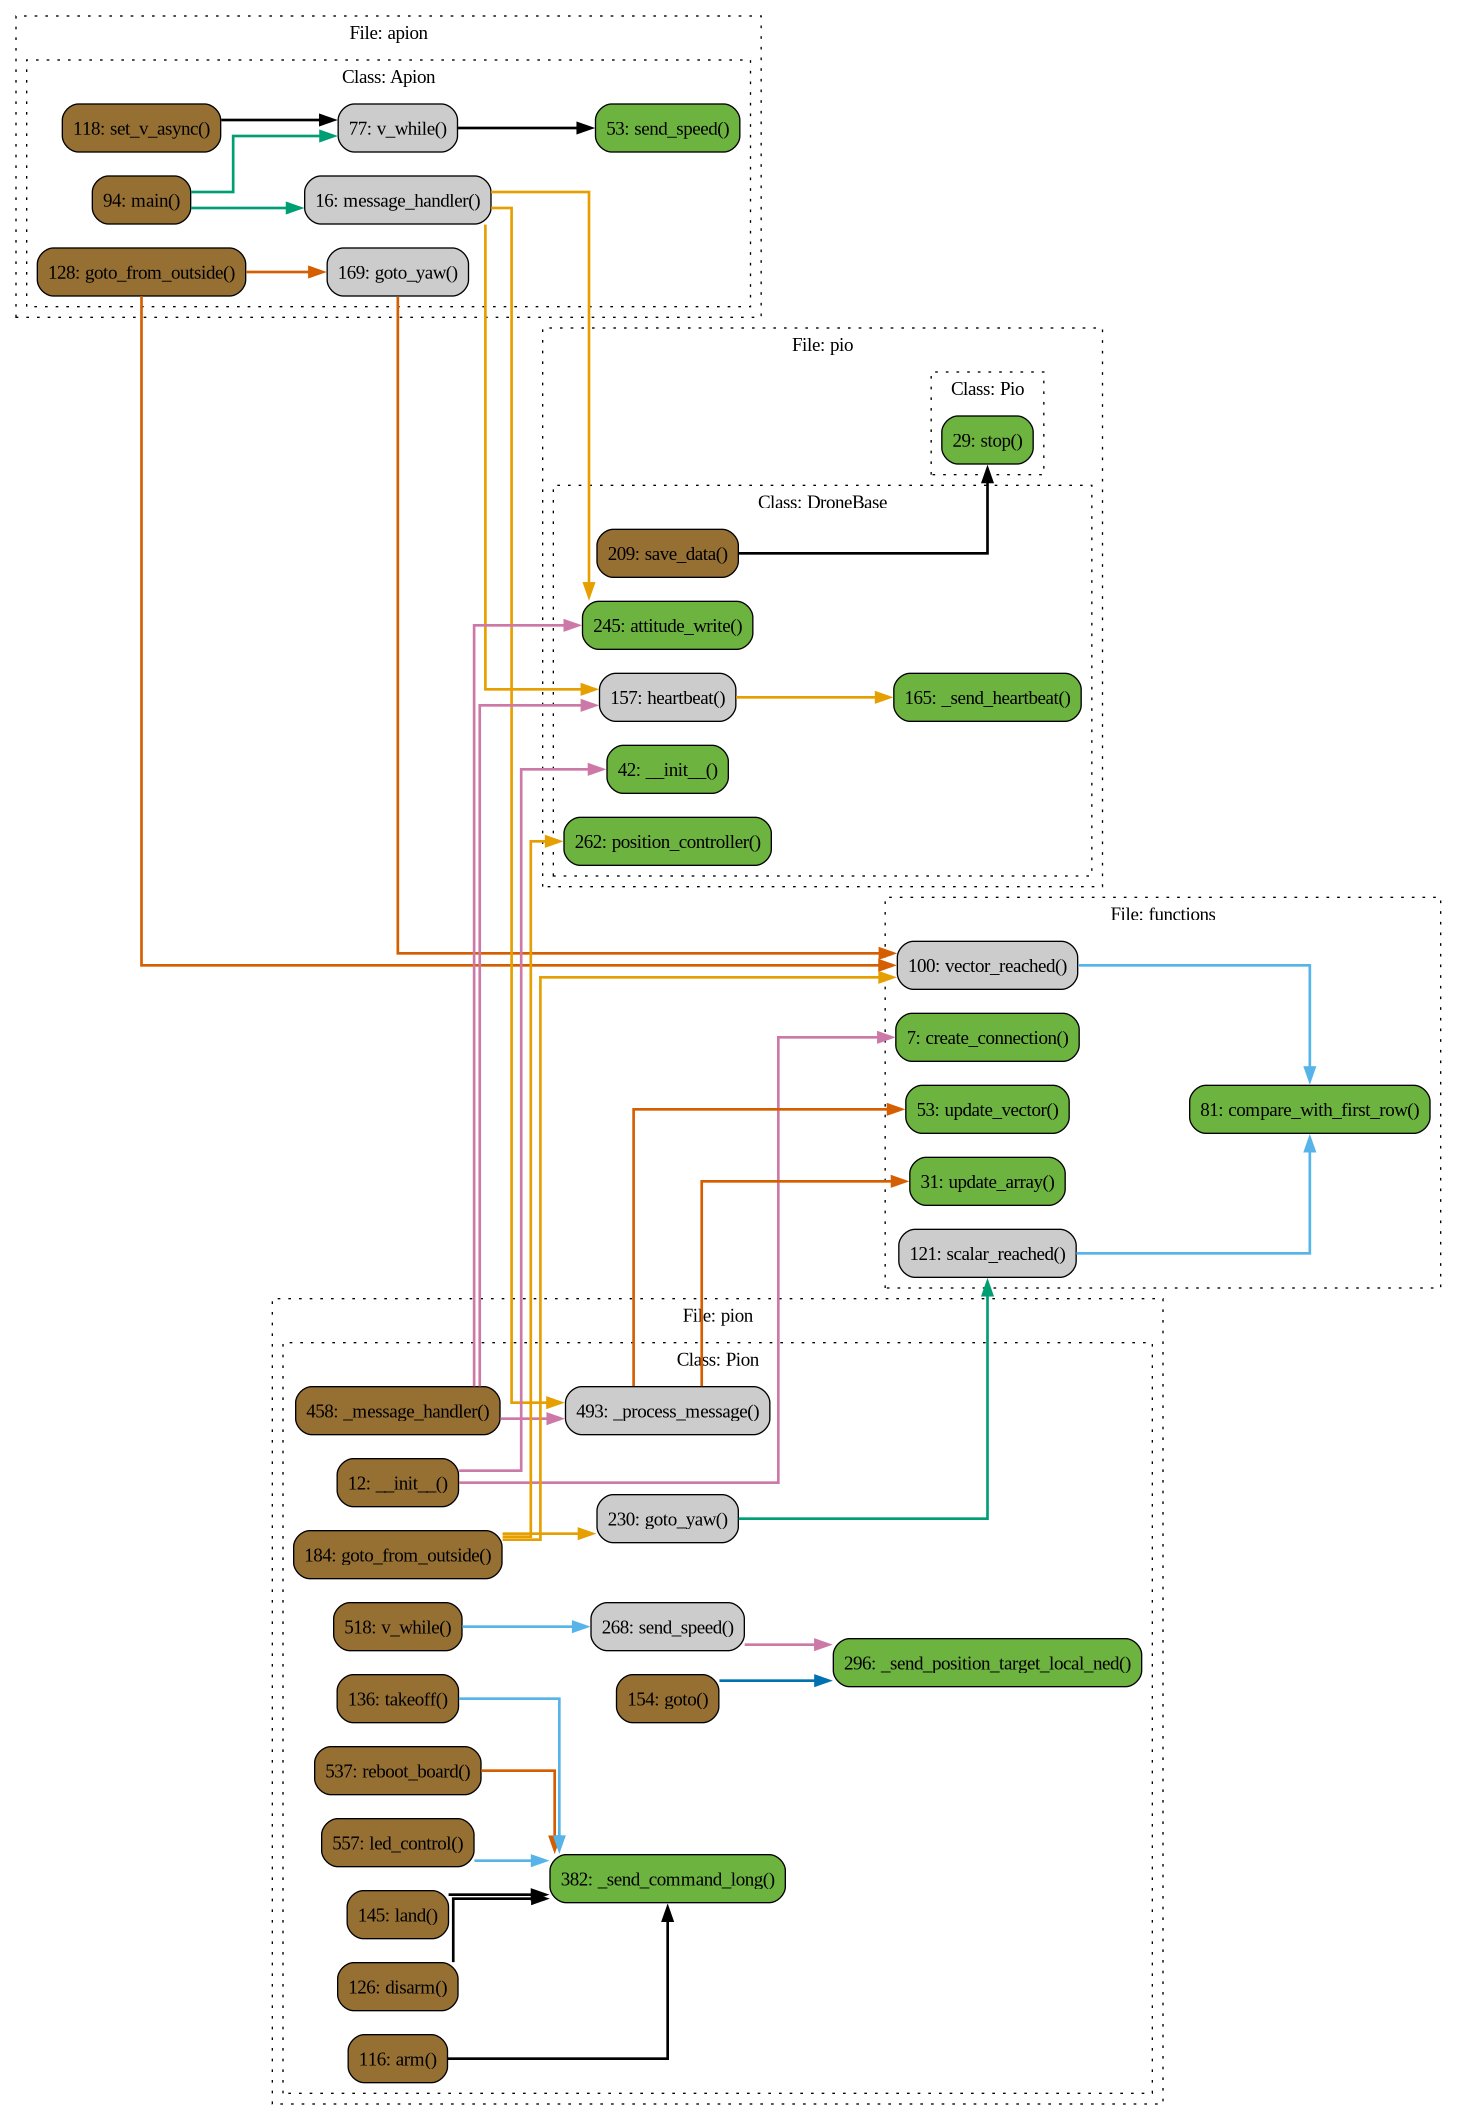 File: apion
Class: Apion
118: set_v_async()
77: v_while()
53: send_speed()
94: main()
16: message_handler()
128: goto_from_outside()
169: goto_yaw()
File: pio
Class: Pio
29: stop()
Class: DroneBase
209: save_data()
245: attitude_write()
157: heartbeat()
165: _send_heartbeat()
42: __init__()
262: position_controller()
File: functions
100: vector_reached()
7: create_connection()
53: update_vector()
81: compare_with_first_row()
31: update_array()
121: scalar_reached()
File: pion
Class: Pion
458: _message_handler()
493: _process_message()
12: __init__()
230: goto_yaw()
184: goto_from_outside()
518: v_while()
268: send_speed()
296: _send_position_target_local_ned()
136: takeoff()
154: goto()
537: reboot_board()
557: led_control()
382: _send_command_long()
145: land()
126: disarm()
116: arm()